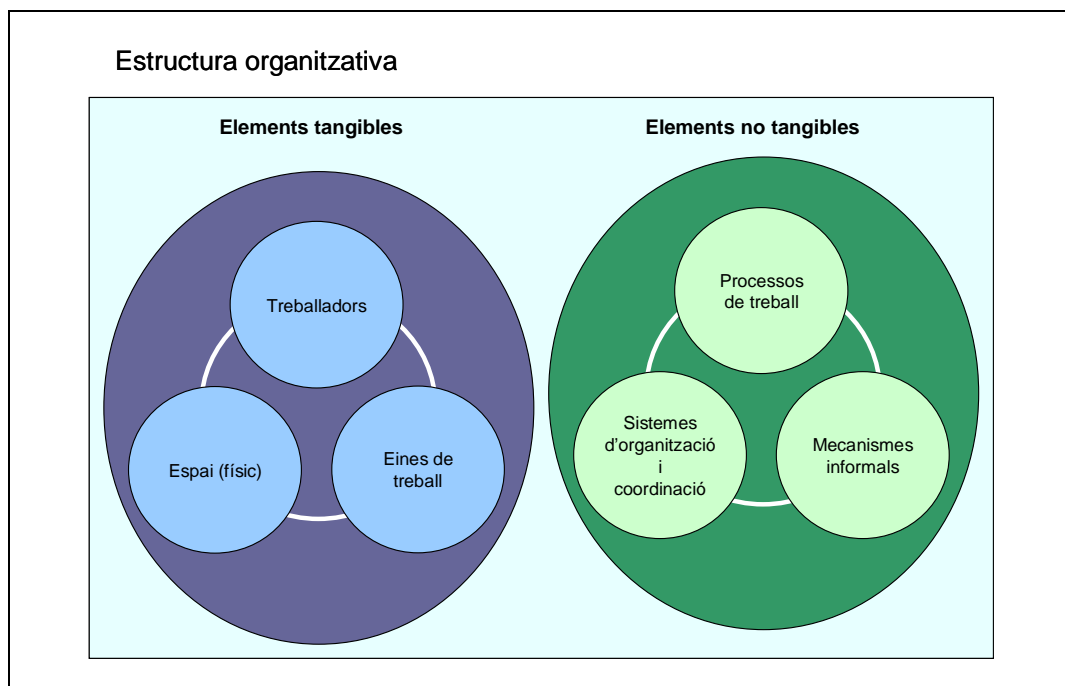 Estructura organitzativa
Elements tangibles
Elements no tangibles
Treballadors
Espai (físic)
Eines de
treball
Processos
de treball
Sistemes
d’organització
i
coordinació
Mecanismes
informals